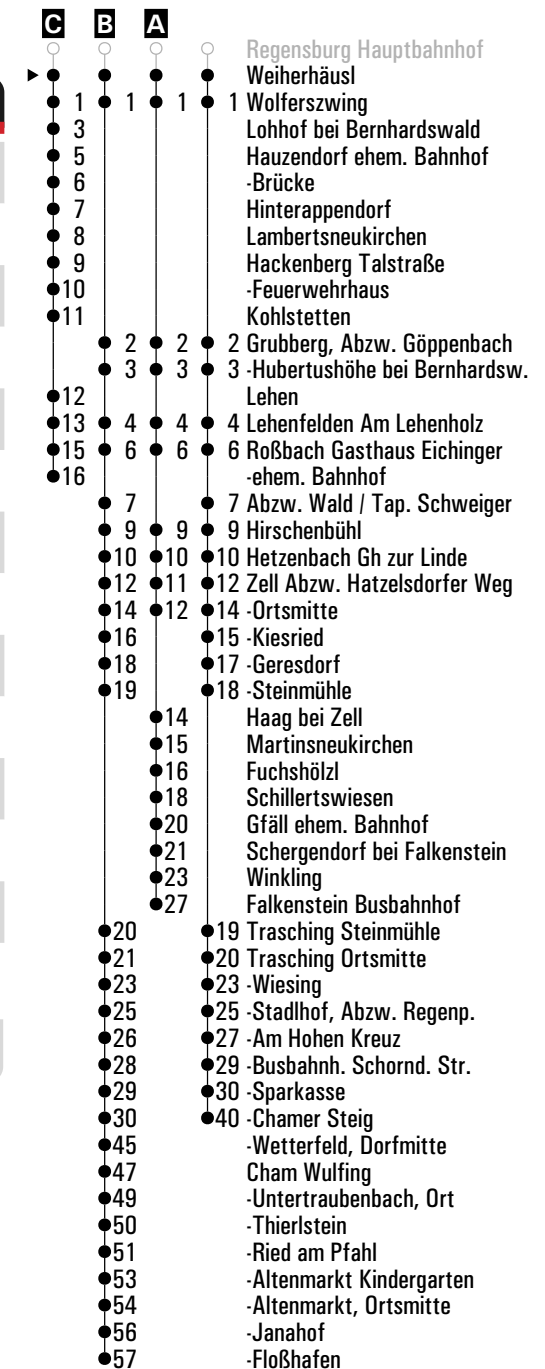 C B A
Regensburg Hauptbahnhof
Weiherhäusl
1 1 1 1 Wolferszwing
3 Lohhof bei Bernhardswald
5 Hauzendorf ehem. Bahnhof
6 -Brücke
7 Hinterappendorf
8 Lambertsneukirchen
9 Hackenberg Talstraße
10 -Feuerwehrhaus
11 Kohlstetten
2 2 2 Grubberg, Abzw. Göppenbach
3 3 3 -Hubertushöhe bei Bernhardsw.
12 Lehen
13 4 4 4 Lehenfelden Am Lehenholz
15 6 6 6 Roßbach Gasthaus Eichinger
16 -ehem. Bahnhof
7 7 Abzw. Wald / Tap. Schweiger
9 9 9 Hirschenbühl
10 10 10 Hetzenbach Gh zur Linde
12 11 12 Zell Abzw. Hatzelsdorfer Weg
14 12 14 -Ortsmitte
16 15 -Kiesried
18 17 -Geresdorf
19 18 -Steinmühle
14 Haag bei Zell
15 Martinsneukirchen
16 Fuchshölzl
18 Schillertswiesen
20 Gfäll ehem. Bahnhof
21 Schergendorf bei Falkenstein
23 Winkling
27 Falkenstein Busbahnhof
20 19 Trasching Steinmühle
21 20 Trasching Ortsmitte
23 23 -Wiesing
25 25 -Stadlhof, Abzw. Regenp.
26 27 -Am Hohen Kreuz
28 29 -Busbahnh. Schornd. Str.
29 30 -Sparkasse
30 40 -Chamer Steig
45 -Wetterfeld, Dorfmitte
47 Cham Wulfing
49 -Untertraubenbach, Ort
50 -Thierlstein
51 -Ried am Pfahl
53 -Altenmarkt Kindergarten
54 -Altenmarkt, Ortsmitte
56 -Janahof
57 -Floßhafen